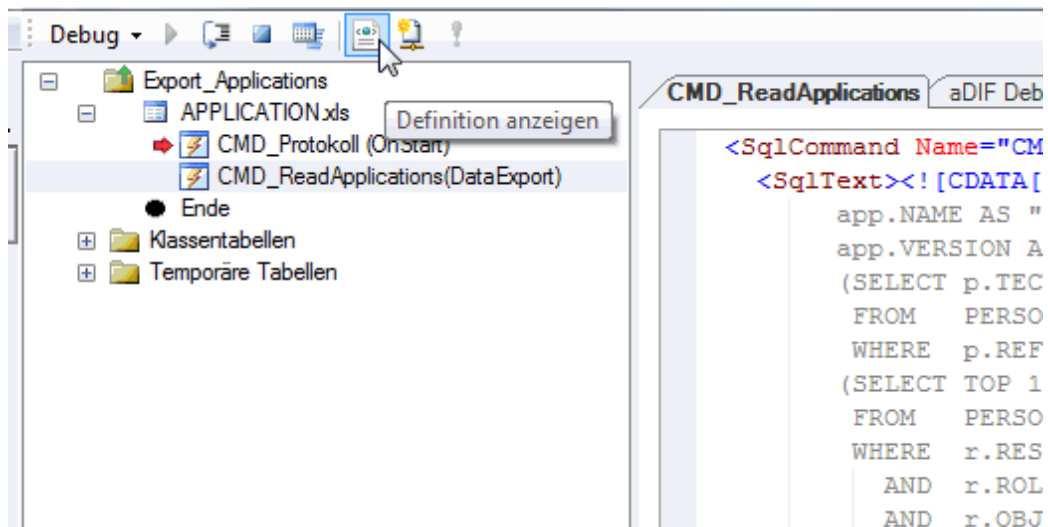 Debug
Export_Applications
APPLICATION.xls
Definition anzeigen
CMD_Protokoll (OnStart)
CMD_ReadApplications(DataExport)
Ende
Klassentabellen
Temporäre Tabellen
CMD_ReadApplications
aDIF Deb
<SqlCommand Name="CM
<SqlText><![CDATA[
app.NAME AS "
app.VERSION A
(SELECT p.TEC
FROM PERSO
WHERE p.REF
(SELECT TOP 1
FROM PERSO
WHERE r.RES
AND r.ROL
AND r.OBJ